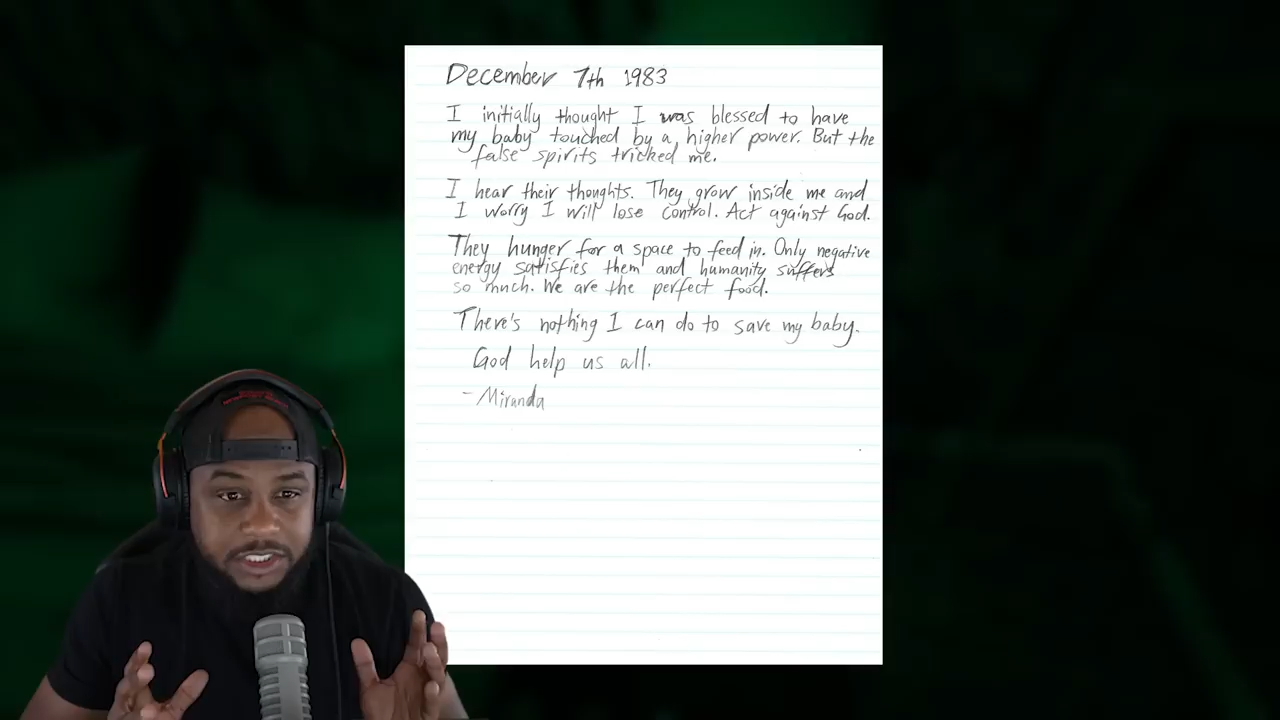 December 7th 1983
I initially thought I was blessed to have
my baby touched by a higher power. But the
false spirits tricked me.
I hear their thoughts. They grow inside me and
I worry I will lose control. Act against God.
They hunger for a space to feed in. Only negative
energy satisfies them and humanity suffers
so much. We are the perfect food.
There's nothing I can do to save my baby.
God help us all.
- Miranda